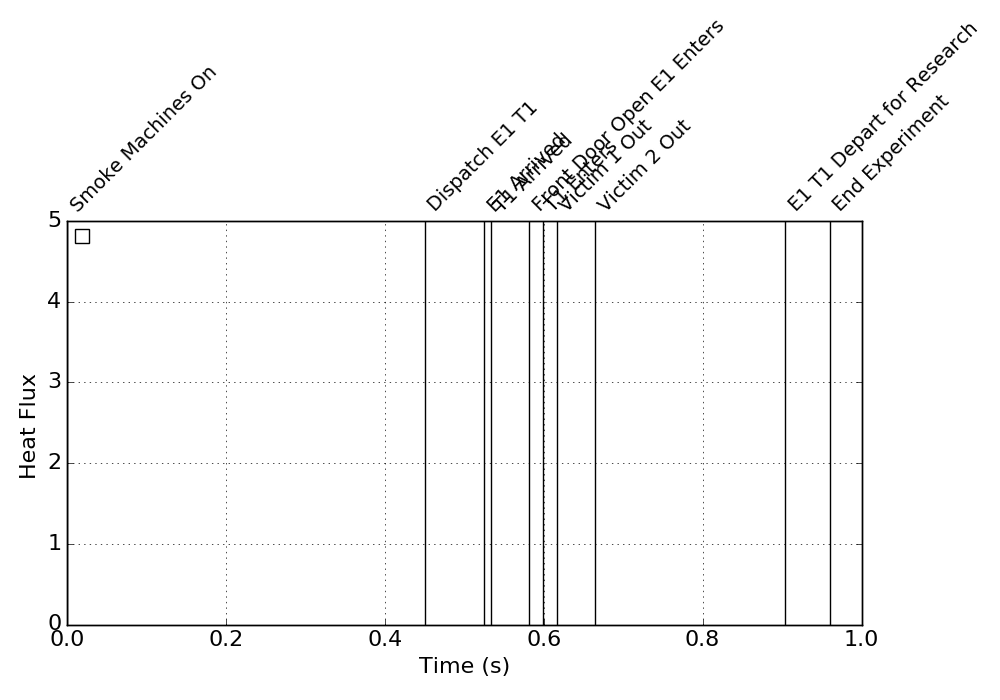 Smoke Machines On
Dispatch E1 T1
E1 Arrived
T1 Arrived
Front Door Open E1 Enters
T1 Enters
Victim 1 Out
Victim 2 Out
E1 T1 Depart for Research
End Experiment
5
4
3
2
1
0
Heat Flux
0.0 0.2 0.4 0.6 0.8 1.0
Time (s)